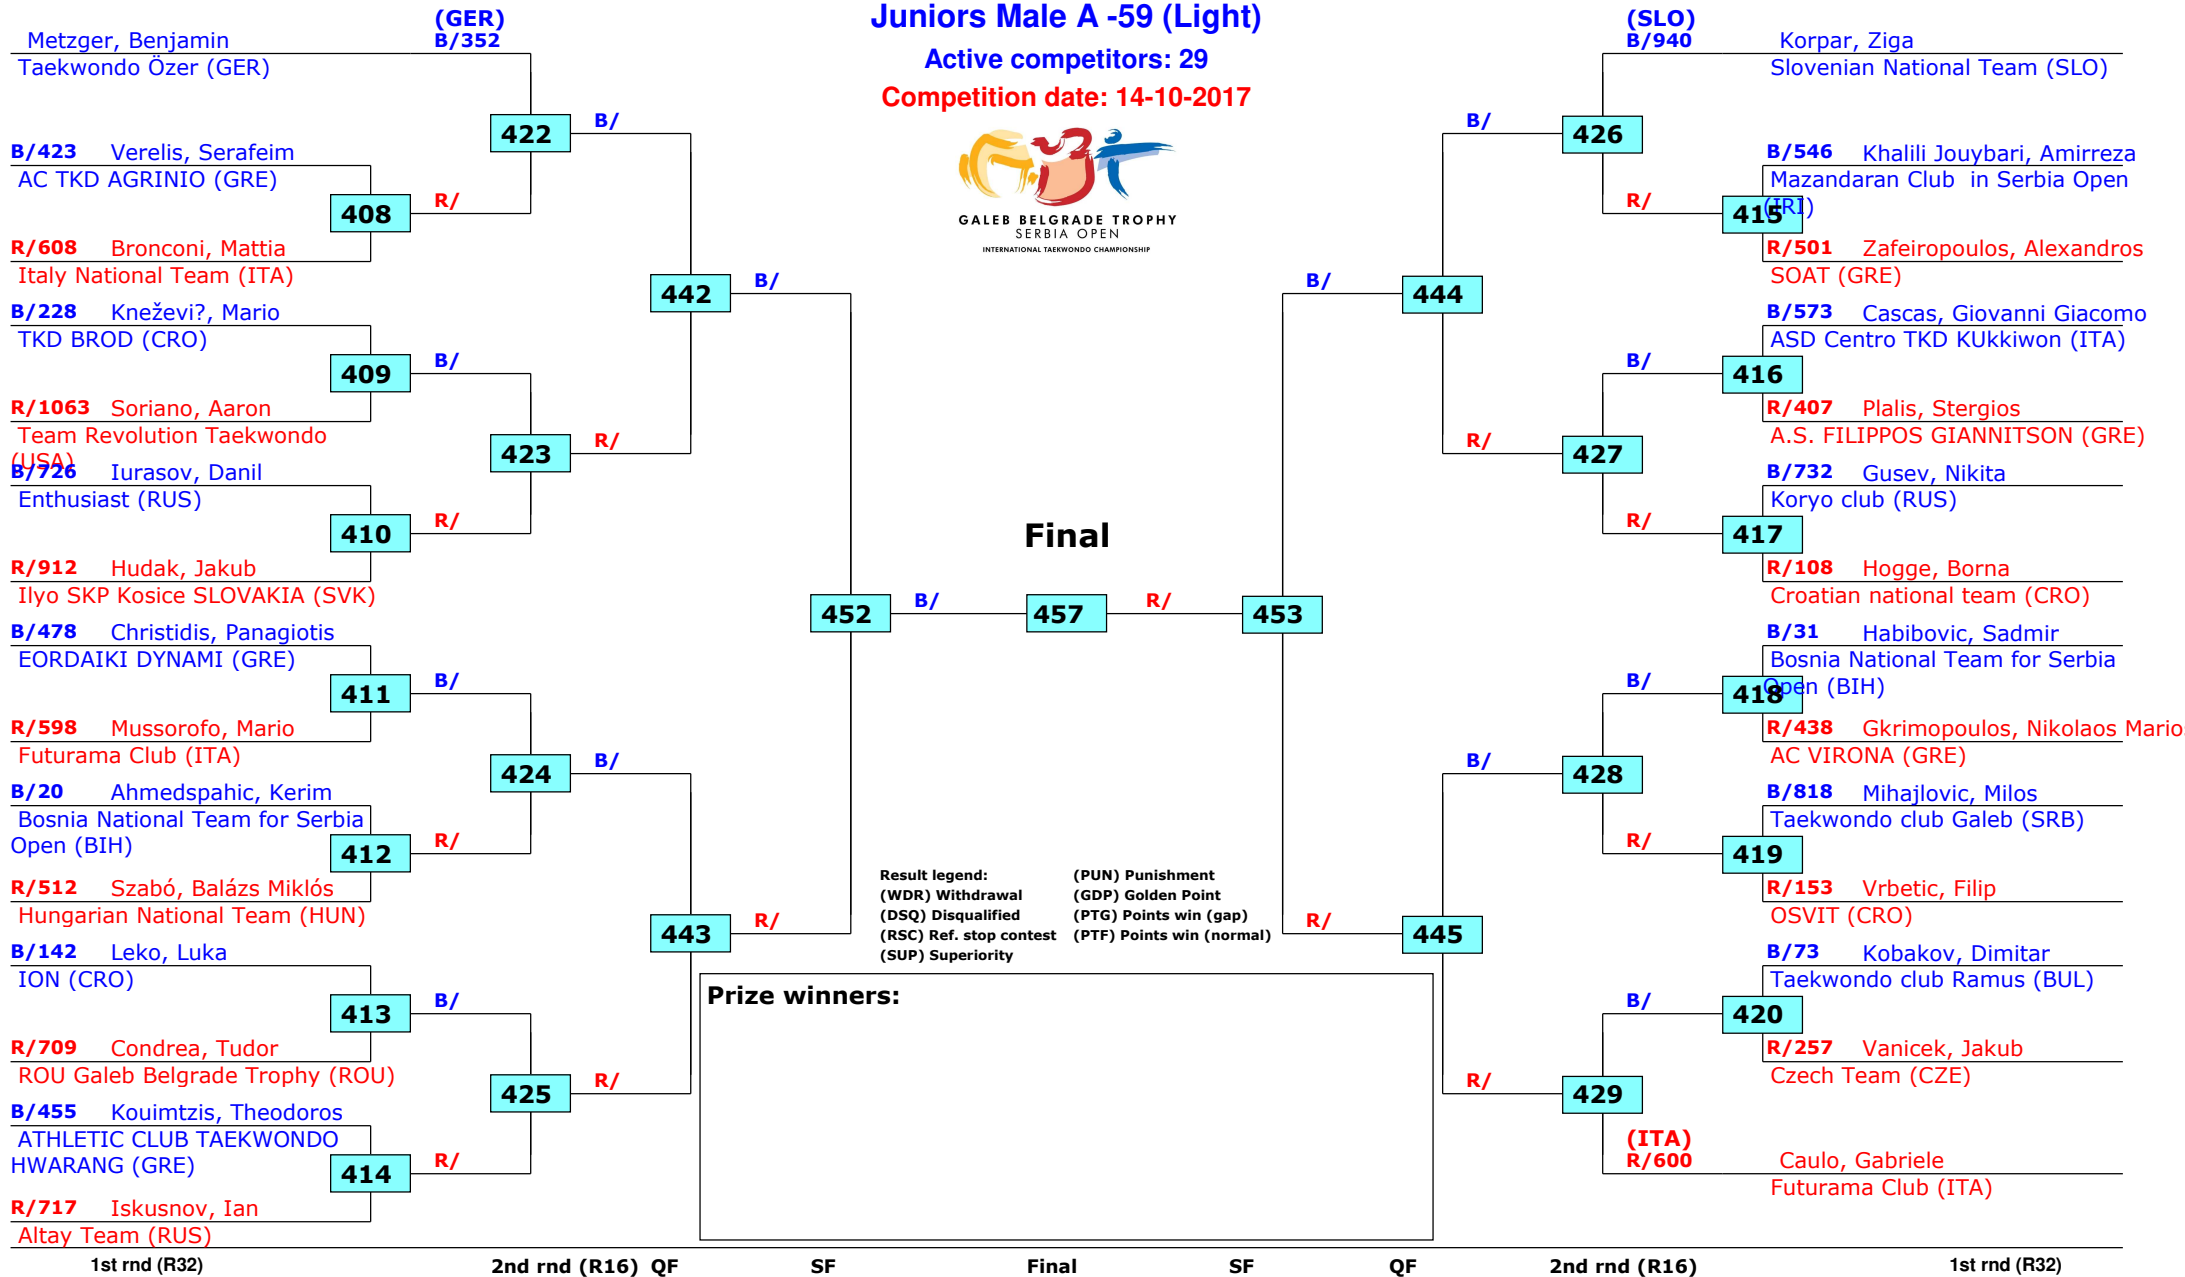 Juniors Male A -59 (Light)
Active competitors: 29
Competition date: 14-10-2017
GALEB BELGRADE TROPHY
SERBIA OPEN
INTERNATIONAL TAEKWONDO CHAMPIONSHIP
(GER)
Metzger, Benjamin B/352
Taekwondo Özer (GER)
422 B/
B/423 Verelis, Serafeim
AC TKD AGRINIO (GRE)
408 R/
R/608 Bronconi, Mattia
Italy National Team (ITA)
442 B/
B/228 Kneževi?, Mario
TKD BROD (CRO)
409 B/
R/1063 Soriano, Aaron
Team Revolution Taekwondo
(USA)
423 R/
B/726 Iurasov, Danil
Enthusiast (RUS)
410 R/
R/912 Hudak, Jakub
Ilyo SKP Kosice SLOVAKIA (SVK)
452 B/
B/478 Christidis, Panagiotis
EORDAIKI DYNAMI (GRE)
411 B/
R/598 Mussorofo, Mario
Futurama Club (ITA)
424 B/
B/20 Ahmedspahic, Kerim
Bosnia National Team for Serbia
Open (BIH)
412 R/
R/512 Szabó, Balázs Miklós
Hungarian National Team (HUN)
443 R/
B/142 Leko, Luka
ION (CRO)
413 B/
R/709 Condrea, Tudor
ROU Galeb Belgrade Trophy (ROU)
425 R/
B/455 Kouimtzis, Theodoros
ATHLETIC CLUB TAEKWONDO
HWARANG (GRE)
414 R/
R/717 Iskusnov, Ian
Altay Team (RUS)
Final
457
(SLO)
B/940 Korpar, Ziga
Slovenian National Team (SLO)
B/ 426
B/546 Khalili Jouybari, Amirreza
Mazandaran Club in Serbia Open
(IRI)
R/ 415
R/501 Zafeiropoulos, Alexandros
SOAT (GRE)
B/ 444
B/573 Cascas, Giovanni Giacomo
ASD Centro TKD KUkkiwon (ITA)
B/ 416
R/407 Plalis, Stergios
A.S. FILIPPOS GIANNITSON (GRE)
R/ 427
B/732 Gusev, Nikita
Koryo club (RUS)
R/ 417
R/108 Hogge, Borna
Croatian national team (CRO)
R/ 453
B/31 Habibovic, Sadmir
Bosnia National Team for Serbia
Open (BIH)
B/ 418
R/438 Gkrimopoulos, Nikolaos Mario
AC VIRONA (GRE)
B/ 428
B/818 Mihajlovic, Milos
Taekwondo club Galeb (SRB)
R/ 419
R/153 Vrbetic, Filip
OSVIT (CRO)
R/ 445
B/73 Kobakov, Dimitar
Taekwondo club Ramus (BUL)
B/ 420
R/257 Vanicek, Jakub
Czech Team (CZE)
R/ 429
(ITA)
R/600 Caulo, Gabriele
Futurama Club (ITA)
Result legend: (PUN) Punishment
(WDR) Withdrawal (GDP) Golden Point
(DSQ) Disqualified (PTG) Points win (gap)
(RSC) Ref. stop contest (PTF) Points win (normal)
(SUP) Superiority
Prize winners:
1st rnd (R32) 2nd rnd (R16) QF SF Final SF QF 2nd rnd (R16) 1st rnd (R32)